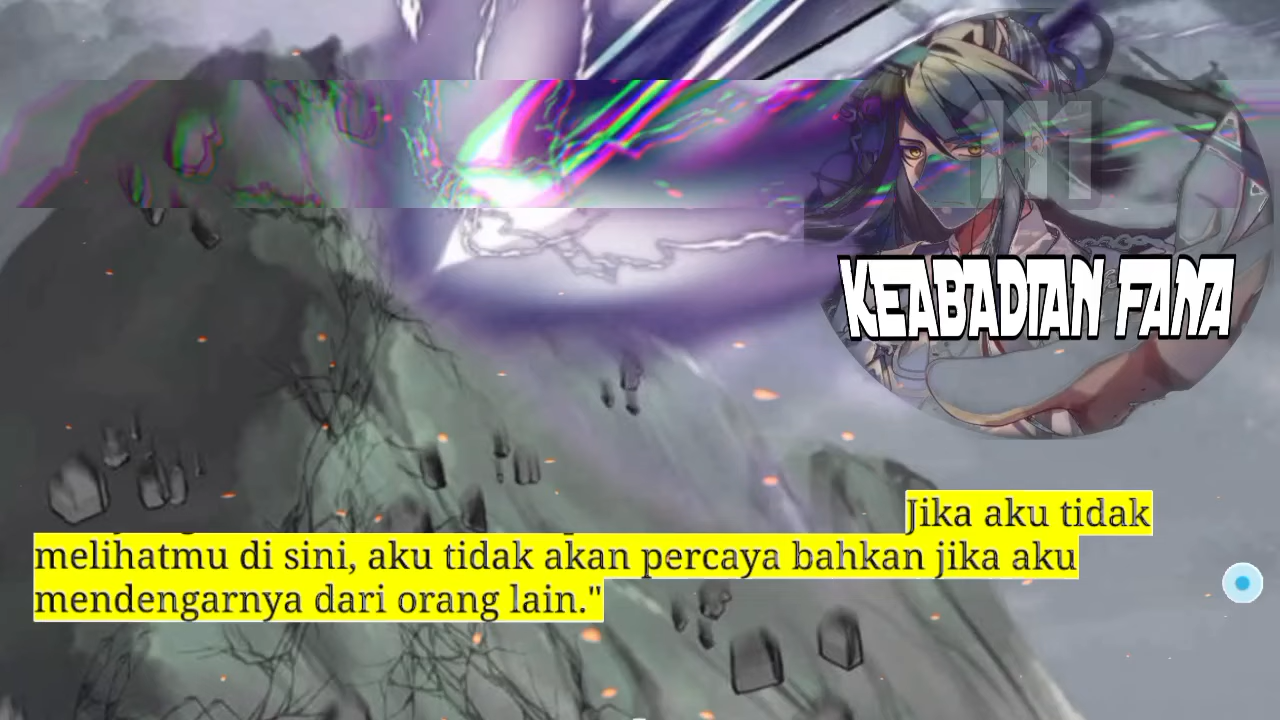 111
KEABADIAN FANA
Jika aku tidak
melihatmu di sini, aku tidak akan percaya bahkan jika aku
mendengarnya dari orang lain."